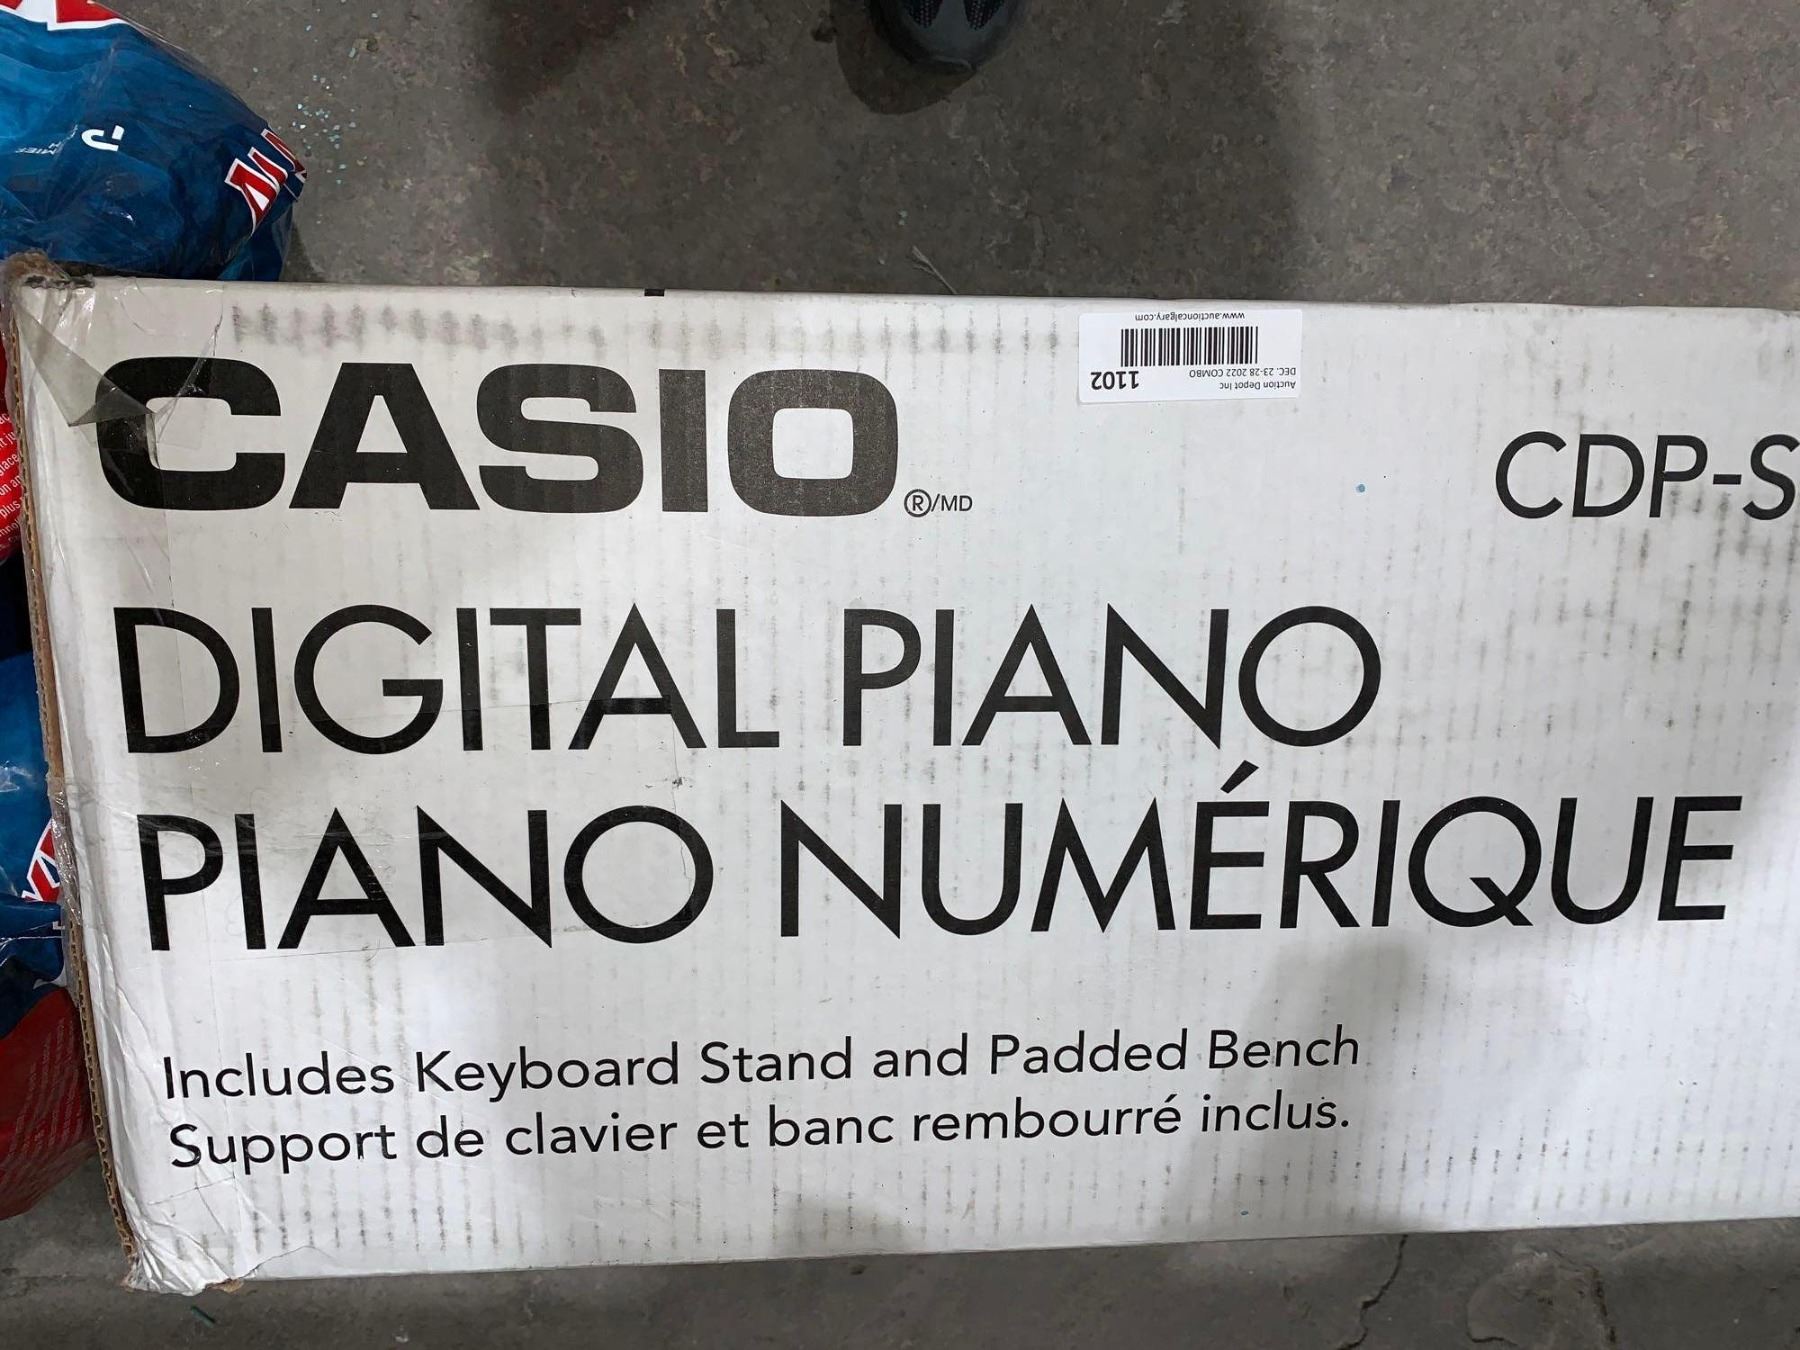 CASIO ®/MD
CDP-S
DIGITAL PIANO
PIANO NUMÉRIQUE
Includes Keyboard Stand and Padded Bench
Support de clavier et banc rembourré inclus.
Auction Depot Inc
DEC. 23-28 2022 COMBO
1102
www.auctioncalgary.com